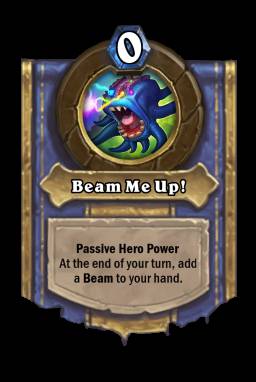 0
Beam Me Up!
Passive Hero Power
At the end of your turn, add
a Beam to your hand.